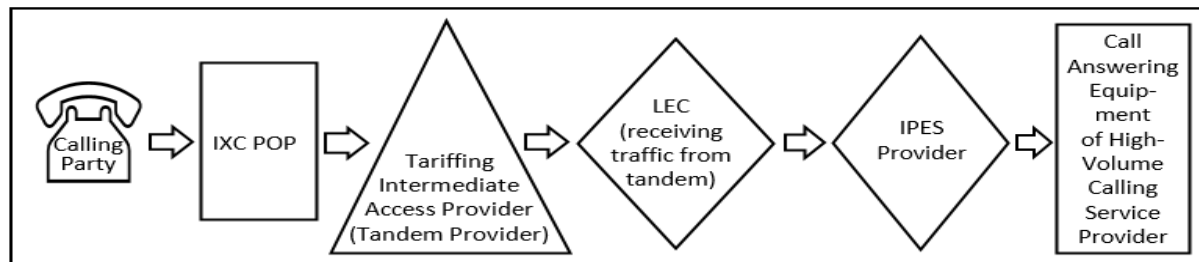 Calling
Party
IXC POP
Tariffing
Intermediate
Access Provider
(Tandem Provider)
LEC
(receiving
traffic from
tandem)
IPES
Provider
Call
Answering
Equip-
ment
of High-
Volume
Calling
Service
Provider